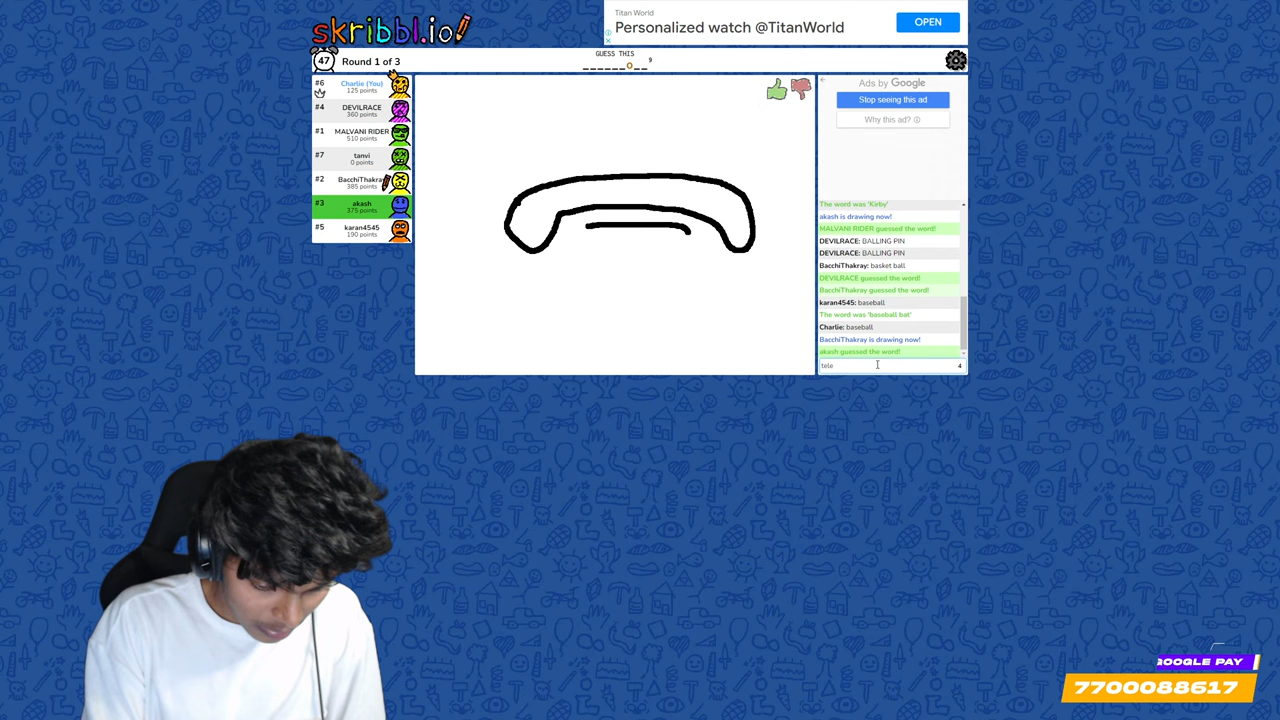 Titan World
Personalized watch @TitanWorld
OPEN
skribbl.io
47
Round 1 of 3
GUESS THIS
______o__ 9
#6
Charlie (You)
125 points
#4
DEVILRACE
360 points
#1
MALVANI RIDER
510 points
#7
tanvi
0 points
#2
BacchiThakra
385 points
#3
akash
375 points
#5
karan4545
190 points
Ads by Google
Stop seeing this ad
Why this ad?
The word was 'Kirby'
akash is drawing now!
MALVANI RIDER guessed the word!
DEVILRACE: BALLING PIN
DEVILRACE: BALLING PIN
BacchiThakray: basket ball
DEVILRACE guessed the word!
BacchiThakray guessed the word!
karan4545: baseball
The word was 'baseball bat'
Charlie: baseball
BacchiThakray is drawing now!
akash guessed the word!
tele
4
GOOGLE PAY
7700088617